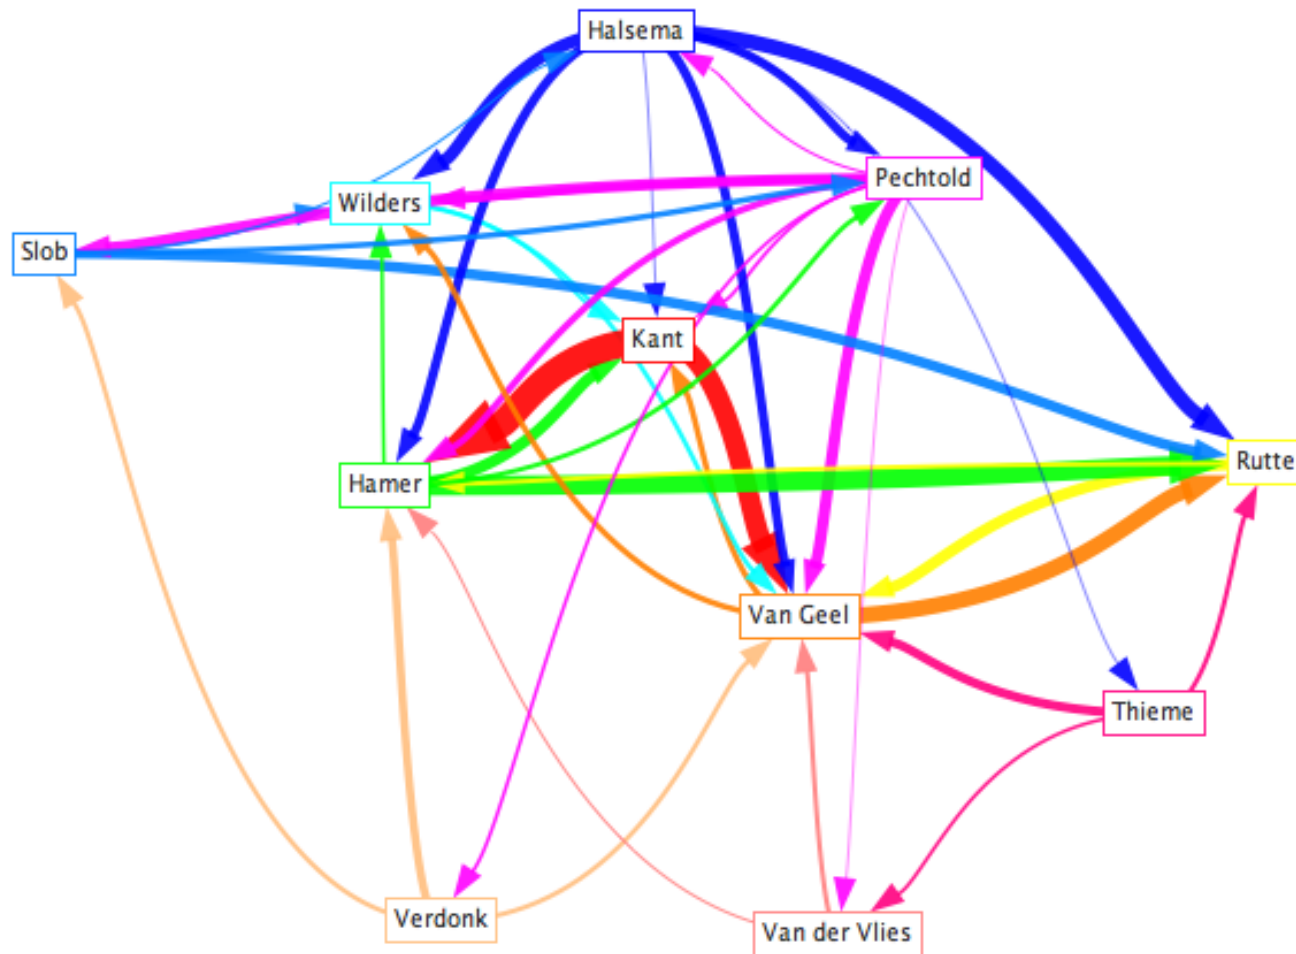 Halsema
Pechtold
Wilders
Slob
Kant
Rutte
Hamer
Van Geel
Thieme
Verdonk
Van der Vlies